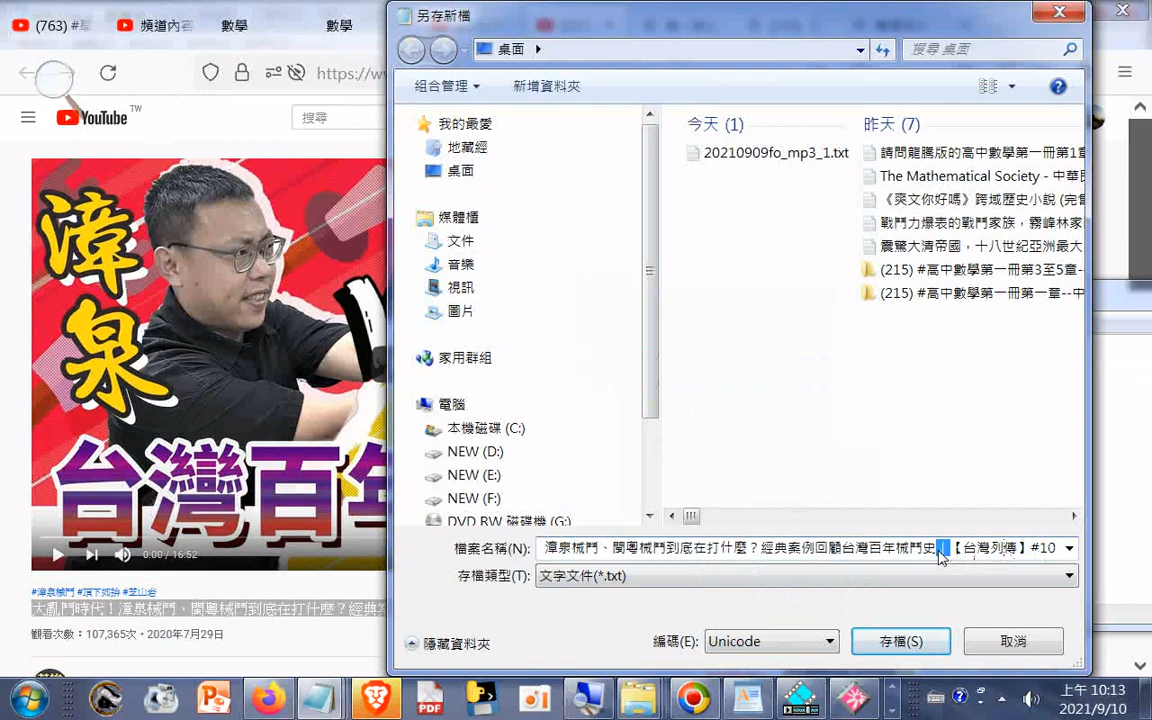 (763) #
頻道內容
數學
數學
https://ww
YouTube
TW
搜尋
漳
泉
台灣百年
0:00 / 16:52
#漳泉械鬥 #頂下郊拚 #芝山岩
大亂鬥時代！漳泉械鬥、閩粵械鬥到底在打什麼？經典案
觀看次數：107,365次・2020年7月29日
另存新檔
桌面
搜尋 桌面
組合管理
新增資料夾
我的最愛
地藏經
桌面
媒體櫃
文件
音樂
視訊
圖片
家用群組
電腦
本機磁碟 (C:)
NEW (D:)
NEW (E:)
NEW (F:)
DVD RW 磁碟機 (G:)
今天 (1)
20210909fo_mp3_1.txt
昨天 (7)
請問龍騰版的高中數學第一冊第1章
The Mathematical Society - 中華民
《爽文你好嗎》跨域歷史小說 (完售
戰鬥力爆表的戰鬥家族，霧峰林家
震驚大清帝國，十八世紀亞洲最大
(215) #高中數學第一冊第3至5章--
(215) #高中數學第一冊第一章--中
檔案名稱(N):
漳泉械鬥、閩粵械鬥到底在打什麼？經典案例回顧台灣百年械鬥史 |【台灣列傳】#10
存檔類型(T):
文字文件(*.txt)
隱藏資料夾
編碼(E):
Unicode
存檔(S)
取消
PDF
上午 10:13
2021/9/10